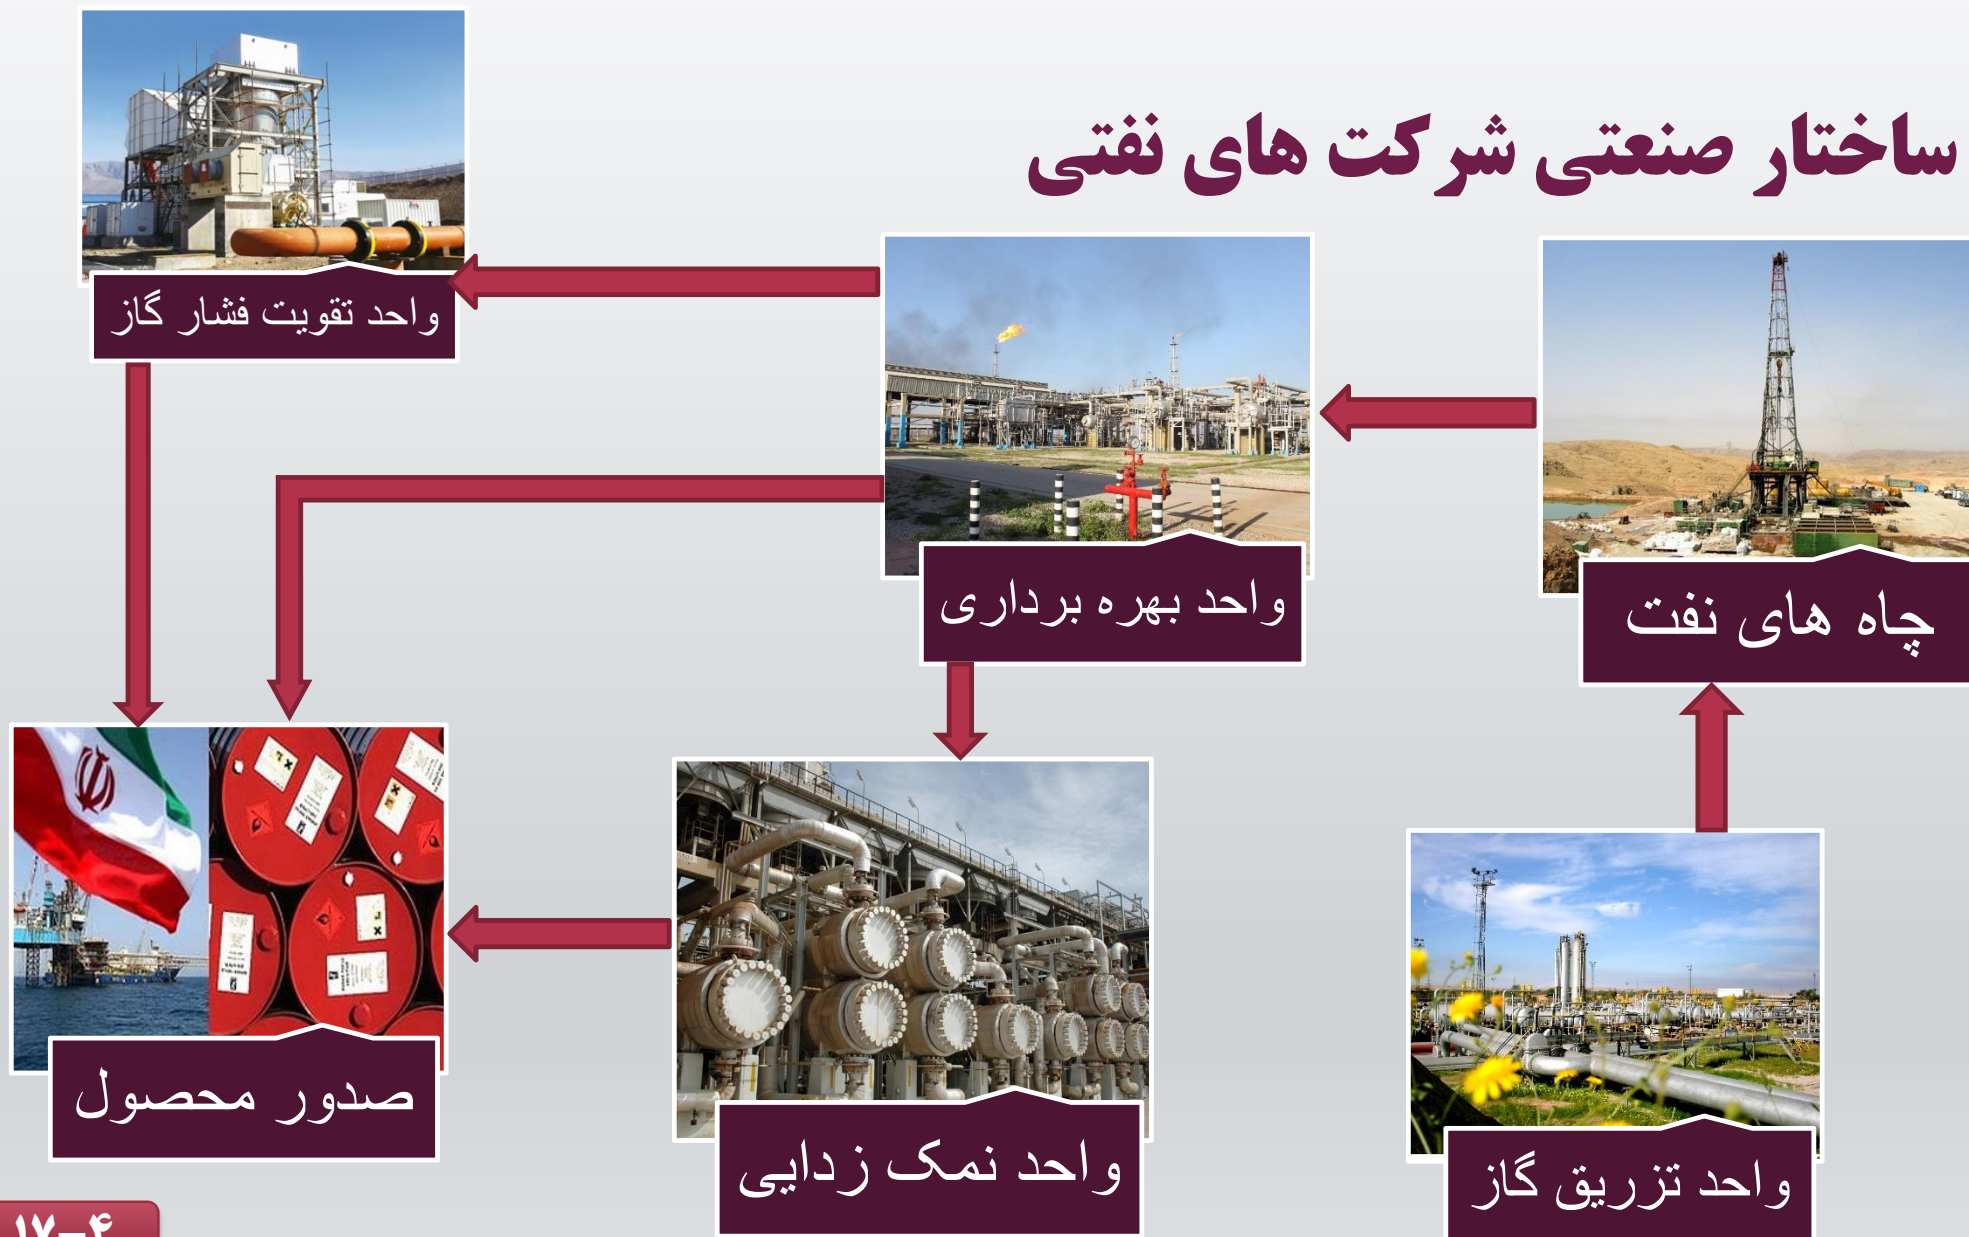 ساختار صنعتی شرکت های نفتی
چاه های نفت
واحد بهره برداری
واحد تقویت فشار گاز
واحد تزریق گاز
واحد نمک زدایی
صدور محصول
۱۷-۴